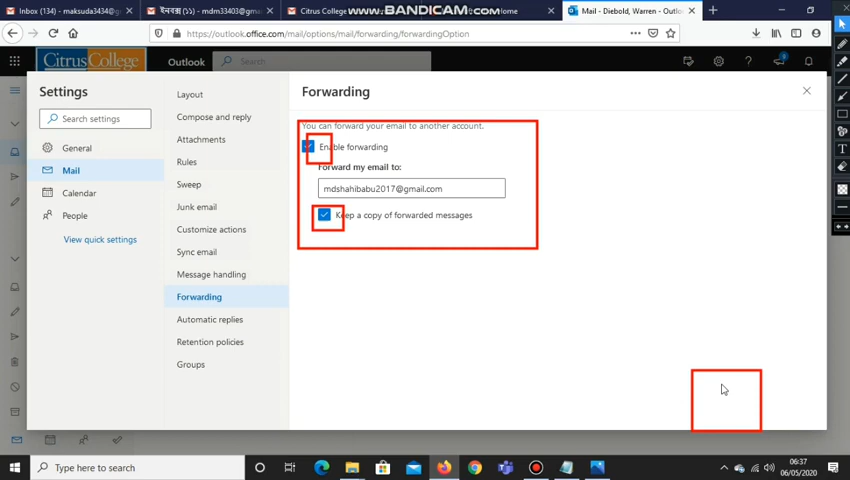 Inbox (134) - maksuda3434@gmai
ইনবক্স (১৯) - mdm33403@gmai
Citrus College
www.BANDICAM.com
Home
Mail - Diebold, Warren - Outlo
https://outlook.office.com/mail/options/mail/forwarding/forwardingOption
CitrusCollege
Outlook
Search
Settings
Search settings
General
Mail
Calendar
People
View quick settings
Layout
Compose and reply
Attachments
Rules
Sweep
Junk email
Customize actions
Sync email
Message handling
Forwarding
Automatic replies
Retention policies
Groups
Forwarding
You can forward your email to another account.
Enable forwarding
Forward my email to:
mdshahibabu2017@gmail.com
Keep a copy of forwarded messages
T
Type here to search
06:37
06/05/2020